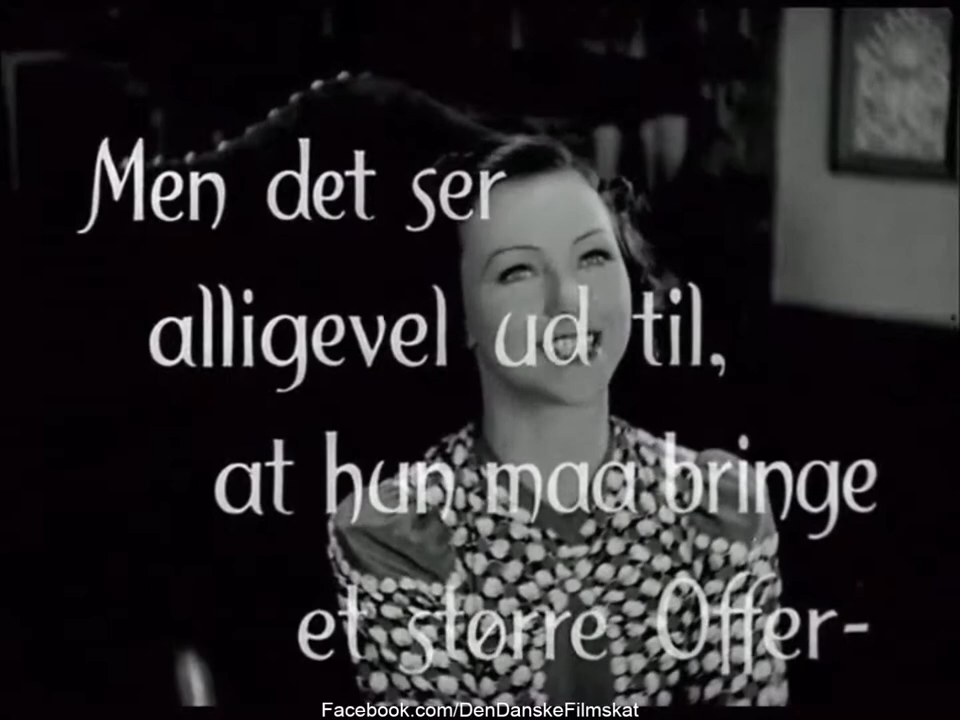 Men det ser
alligevel ud til,
at hun maa bringe
et større Offer-
Facebook.com/DenDanskeFilmskat